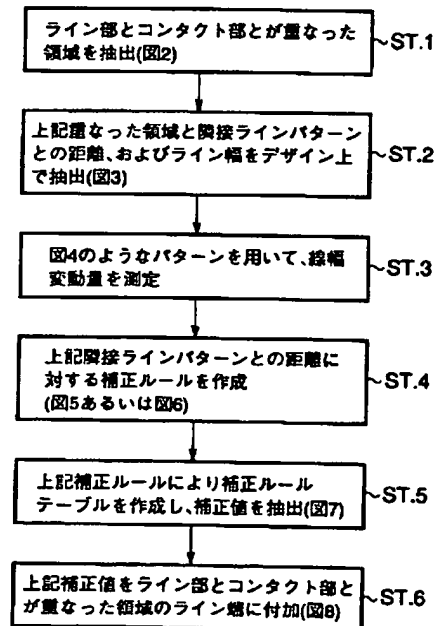 ライン部とコンタクト部とが重なった
領域を抽出(図2)
~ST.1
上記重なった領域と隣接ラインパターン
との距離、およびライン幅をデザイン上
で抽出(図3)
~ST.2
図4のようなパターンを用いて、線幅
変動量を測定
~ST.3
上記隣接ラインパターンとの距離に
対する補正ルールを作成
(図5あるいは図6)
~ST.4
上記補正ルールにより補正ルール
テーブルを作成し、補正値を抽出(図7)
~ST.5
上記補正値をライン部とコンタクト部と
が重なった領域のライン端に付加(図8)
~ST.6